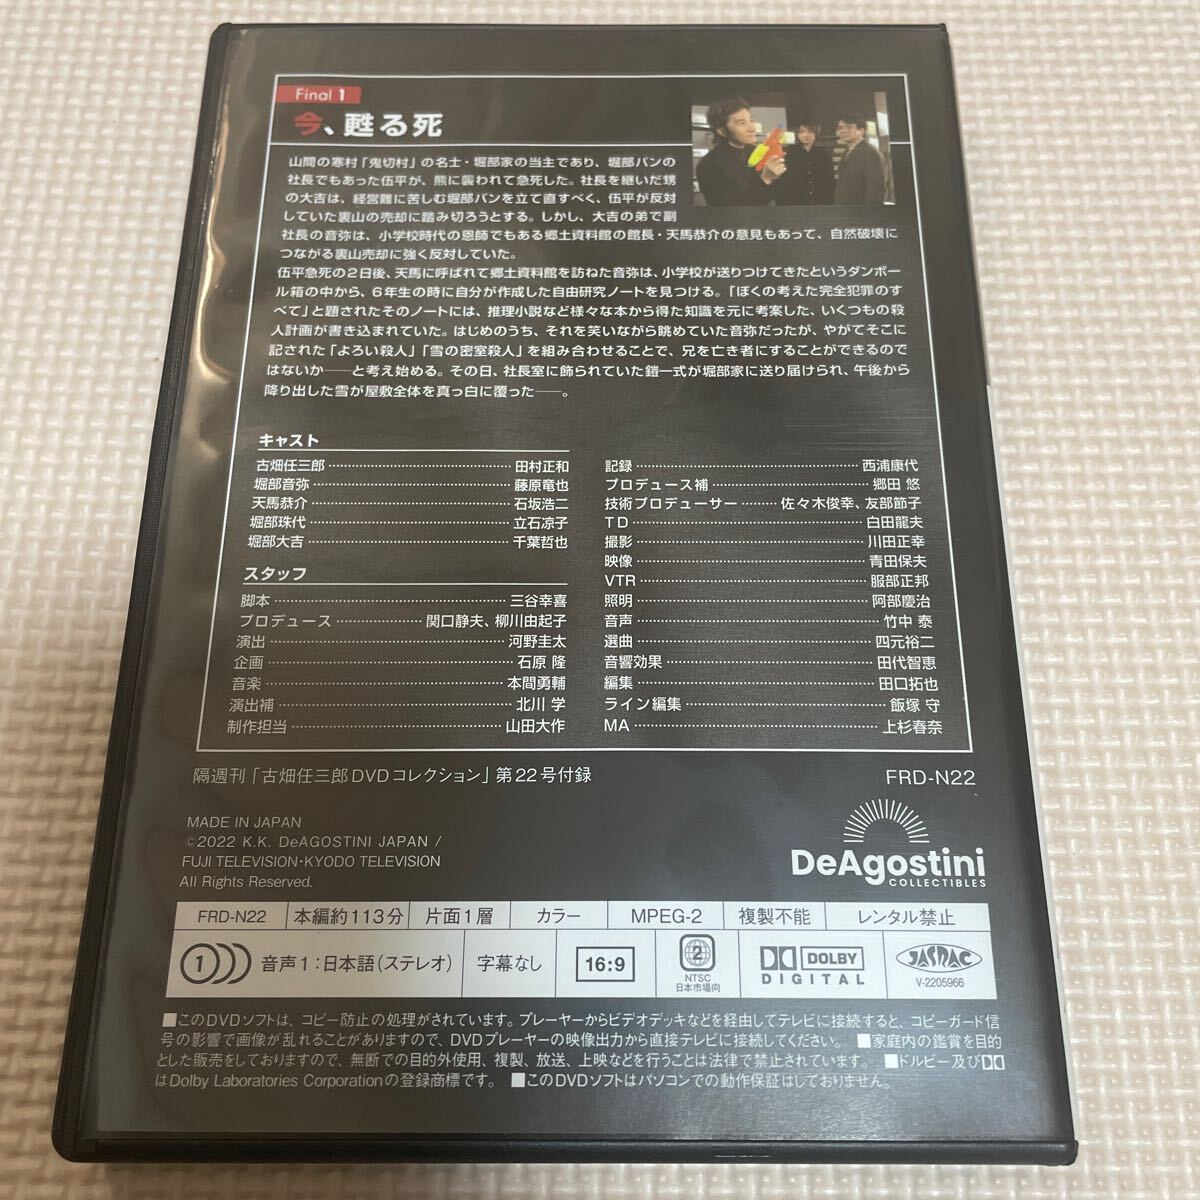 Final 1
今、甦る死
山間の寒村「鬼切村」の名士・堀部家の当主であり、堀部パンの
社長でもあった伍平が、熊に襲われて急死した。社長を継いだ甥
の大吉は、経営難に苦しむ堀部パンを立て直すべく、伍平が反対
していた裏山の売却に踏み切ろうとする。しかし、大吉の弟で副
社長の音弥は、小学校時代の恩師でもある郷土資料館の館長・天馬恭介の意見もあって、自然破壊に
つながる裏山売却に強く反対していた。
伍平急死の２日後、天馬に呼ばれて郷土資料館を訪ねた音弥は、小学校が送りつけてきたというダンボー
ル箱の中から、６年生の時に自分が作成した自由研究ノートを見つける。「ぼくの考えた完全犯罪のす
べて」と題されたそのノートには、推理小説など様々な本から得た知識を元に考案した、いくつもの殺
人計画が書き込まれていた。はじめのうち、それを笑いながら眺めていた音弥だったが、やがてそこに
記された「よろい殺人」「雪の密室殺人」を組み合わせることで、兄を亡き者にすることができるので
はないか――と考え始める。その日、社長室に飾られていた鎧一式が堀部家に送り届けられ、午後から
降り出した雪が屋敷全体を真っ白に覆った――。
キャスト
古畑任三郎……田村正和
堀部音弥……藤原竜也
天馬恭介……石坂浩二
堀部珠代……立石凉子
堀部大吉……千葉哲也
スタッフ
脚本……三谷幸喜
プロデュース……関口静夫、柳川由起子
演出……河野圭太
企画……石原 隆
音楽……本間勇輔
演出補……北川 学
制作担当……山田大作
記録……西浦康代
プロデュース補……郷田 悠
技術プロデューサー……佐々木俊幸、友部節子
TD……白田龍夫
撮影……川田正幸
映像……青田保夫
VTR……服部正邦
照明……阿部慶治
音声……竹中 泰
選曲……四元裕二
音響効果……田代智恵
編集……田口拓也
ライン編集……飯塚 守
MA……上杉春奈
隔週刊「古畑任三郎DVDコレクション」第22号付録
FRD-N22
MADE IN JAPAN
©2022 K.K. DeAGOSTINI JAPAN /
FUJI TELEVISION・KYODO TELEVISION
All Rights Reserved.
DeAgostini
COLLECTIBLES
FRD-N22 本編約113分 片面1層 カラー MPEG-2 複製不能 レンタル禁止
1 音声1：日本語（ステレオ） 字幕なし 16:9 2 NTSC 日本市場向 DOLBY DIGITAL JASRAC V-2205966
■このDVDソフトは、コピー防止の処理がされています。プレーヤーからビデオデッキなどを経由してテレビに接続すると、コピーガード信
号の影響で画像が乱れることがありますので、DVDプレーヤーの映像出力から直接テレビに接続してください。 ■家庭内の鑑賞を目的
とした販売をしておりますので、無断での目的外使用、複製、放送、上映などを行うことは法律で禁止されています。 ■ドルビー及び
はDolby Laboratories Corporationの登録商標です。 ■このDVDソフトはパソコンでの動作保証はしておりません。